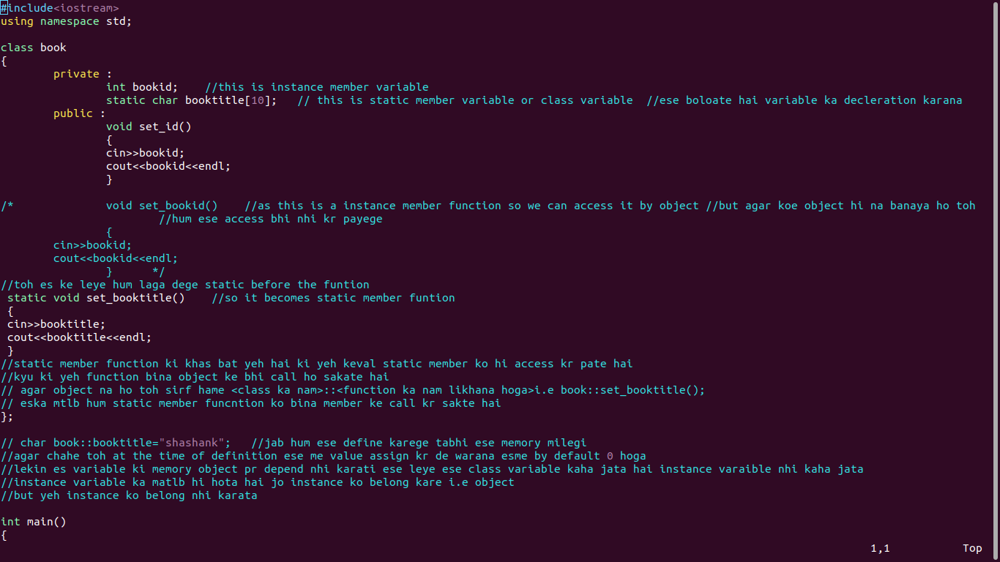 #include<iostream>
using namespace std;
class book
{
private :
int bookid;    //this is instance member variable
static char booktitle[10];   // this is static member variable or class variable  //ese boloate hai variable ka decleration karana
public :
void set_id()
{
cin>>bookid;
cout<<bookid<<endl;
}
/*              void set_bookid()    //as this is a instance member function so we can access it by object //but agar koe object hi na banaya ho toh
//hum ese access bhi nhi kr payege
{
cin>>bookid;
cout<<bookid<<endl;
}      */
//toh es ke leye hum laga dege static before the funtion
static void set_booktitle()    //so it becomes static member funtion
{
cin>>booktitle;
cout<<booktitle<<endl;
}
//static member function ki khas bat yeh hai ki yeh keval static member ko hi access kr pate hai
//kyu ki yeh function bina object ke bhi call ho sakate hai
// agar object na ho toh sirf hame <class ka nam>::<function ka nam likhana hoga>i.e book::set_booktitle();
// eska mtlb hum static member funcntion ko bina member ke call kr sakte hai
};
// char book::booktitle="shashank";   //jab hum ese define karege tabhi ese memory milegi
//agar chahe toh at the time of definition ese me value assign kr de warana esme by default 0 hoga
//lekin es variable ki memory object pr depend nhi karati ese leye ese class variable kaha jata hai instance varaible nhi kaha jata
//instance variable ka matlb hi hota hai jo instance ko belong kare i.e object
//but yeh instance ko belong nhi karata
int main()
{
1,1           Top